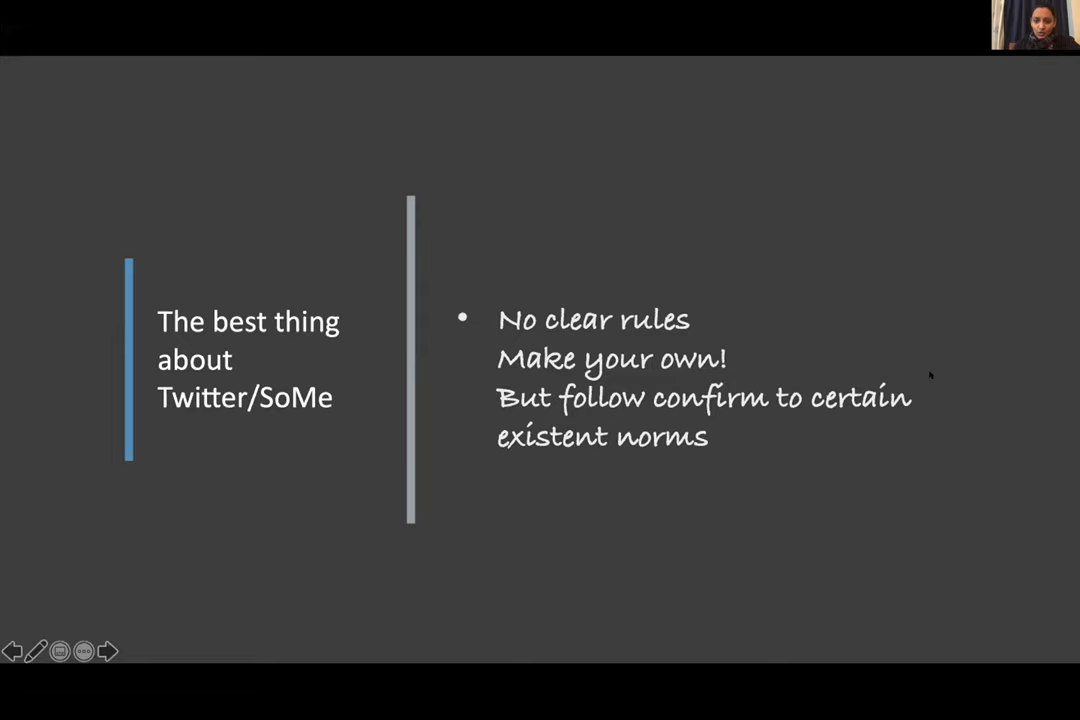 The best thing
about
Twitter/SoMe
• No clear rules
Make your own!
But follow confirm to certain
existent norms